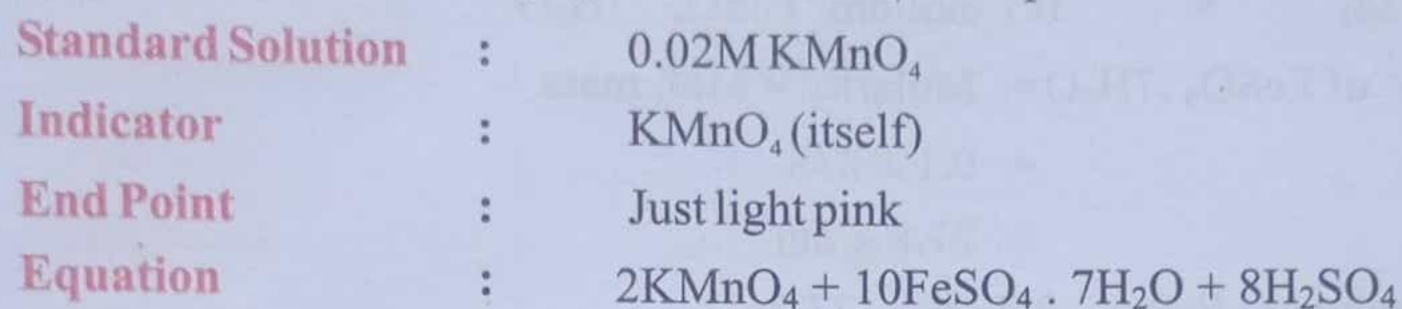 Standard Solution : 0.02M KMnO₄
Indicator : KMnO₄ (itself)
End Point : Just light pink
Equation : 2KMnO₄ + 10FeSO₄ . 7H₂O + 8H₂SO₄